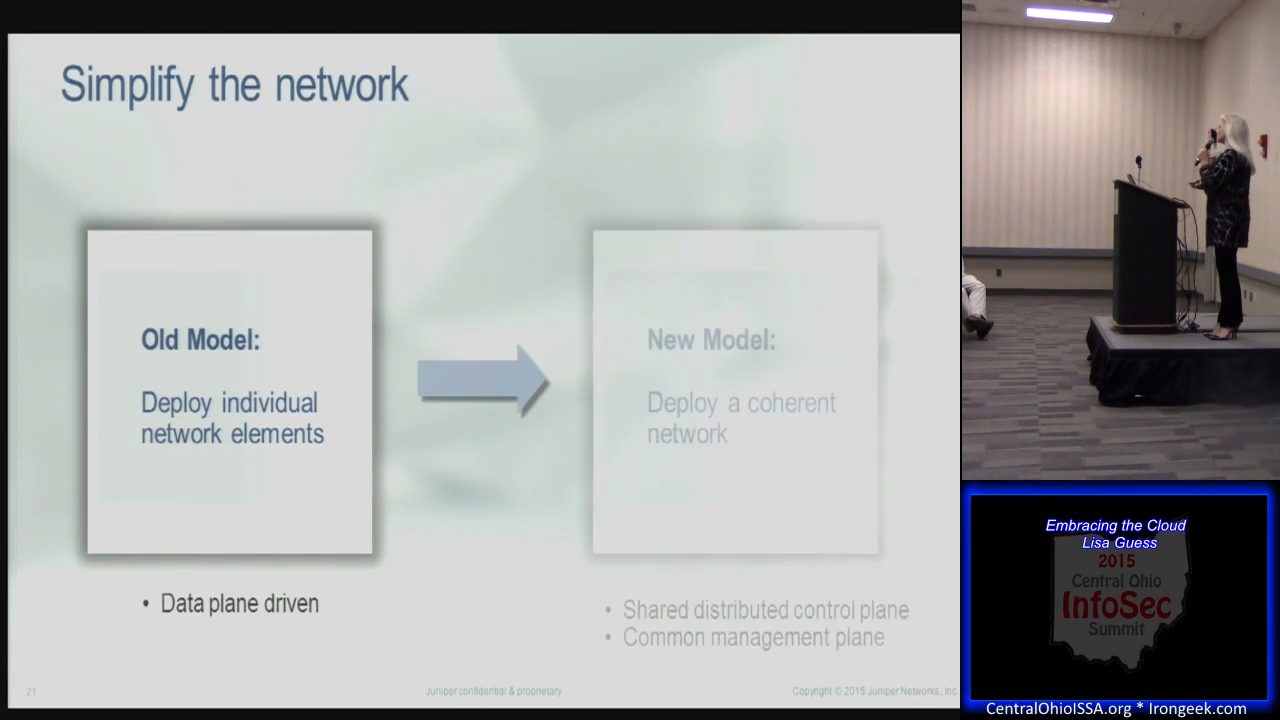 Simplify the network
Old Model:
Deploy individual
network elements
• Data plane driven
New Model:
Deploy a coherent
network
• Shared distributed control plane
• Common management plane
21
Juniper confidential & proprietary
Copyright © 2015 Juniper Networks, Inc.
Embracing the Cloud
Lisa Guess
2015
Central Ohio
InfoSec
Summit
CentralOhioISSA.org * Irongeek.com